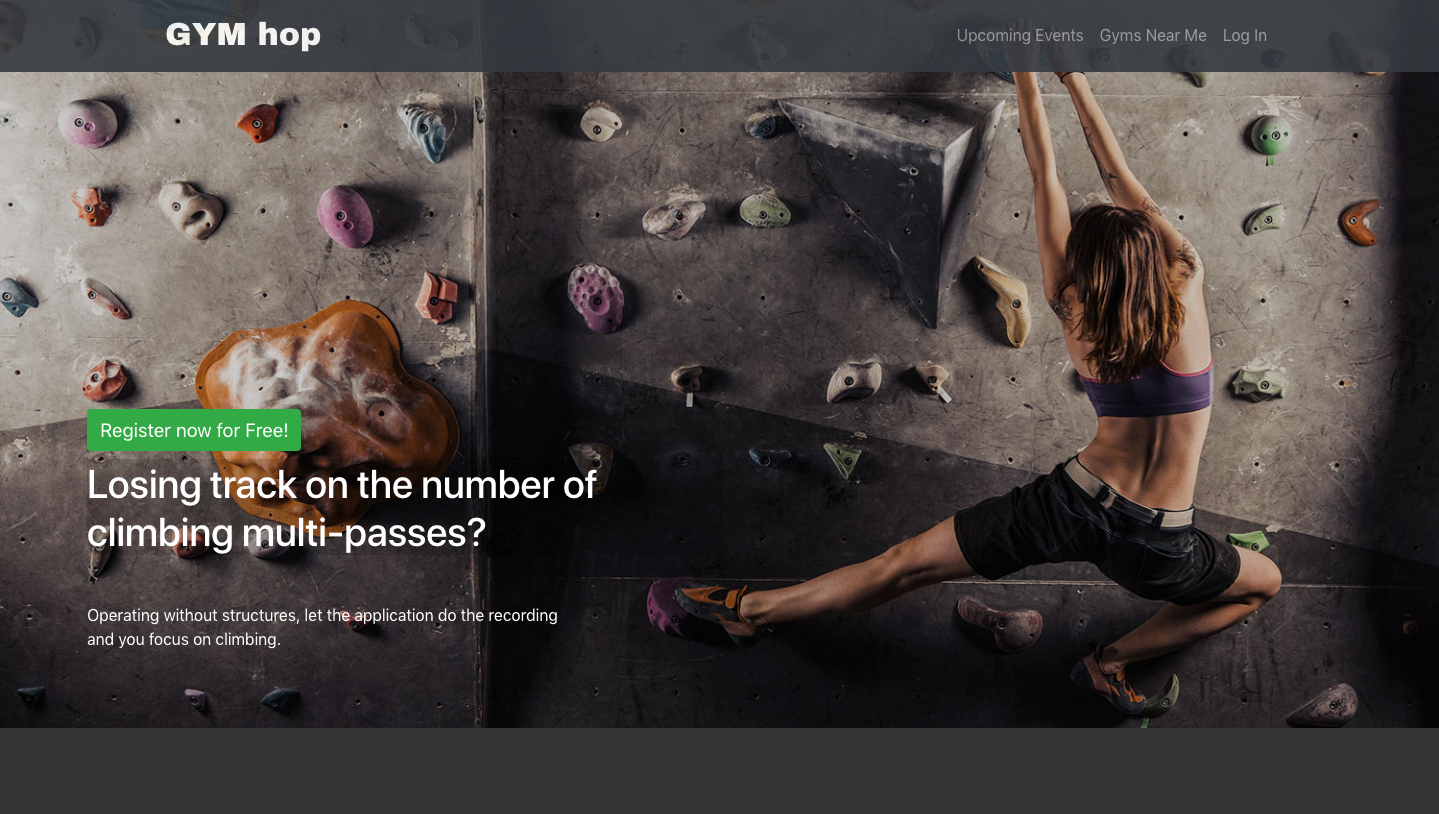 GYM hop
Upcoming Events Gyms Near Me Log In
Register now for Free!
Losing track on the number of
climbing multi-passes?
Operating without structures, let the application do the recording
and you focus on climbing.